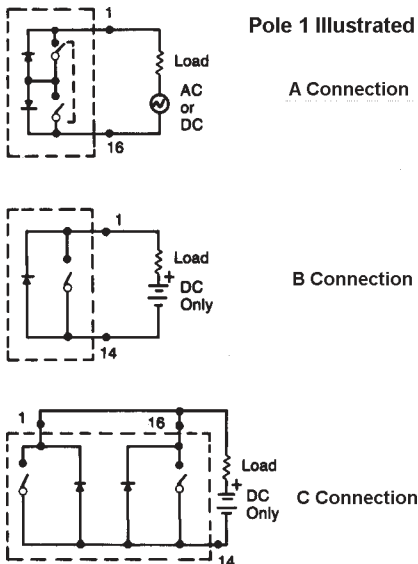 Pole 1 Illustrated
1
Load
AC
or
DC
16
A Connection
1
Load
+
DC
Only
14
B Connection
1
16
Load
+
DC
Only
14
C Connection